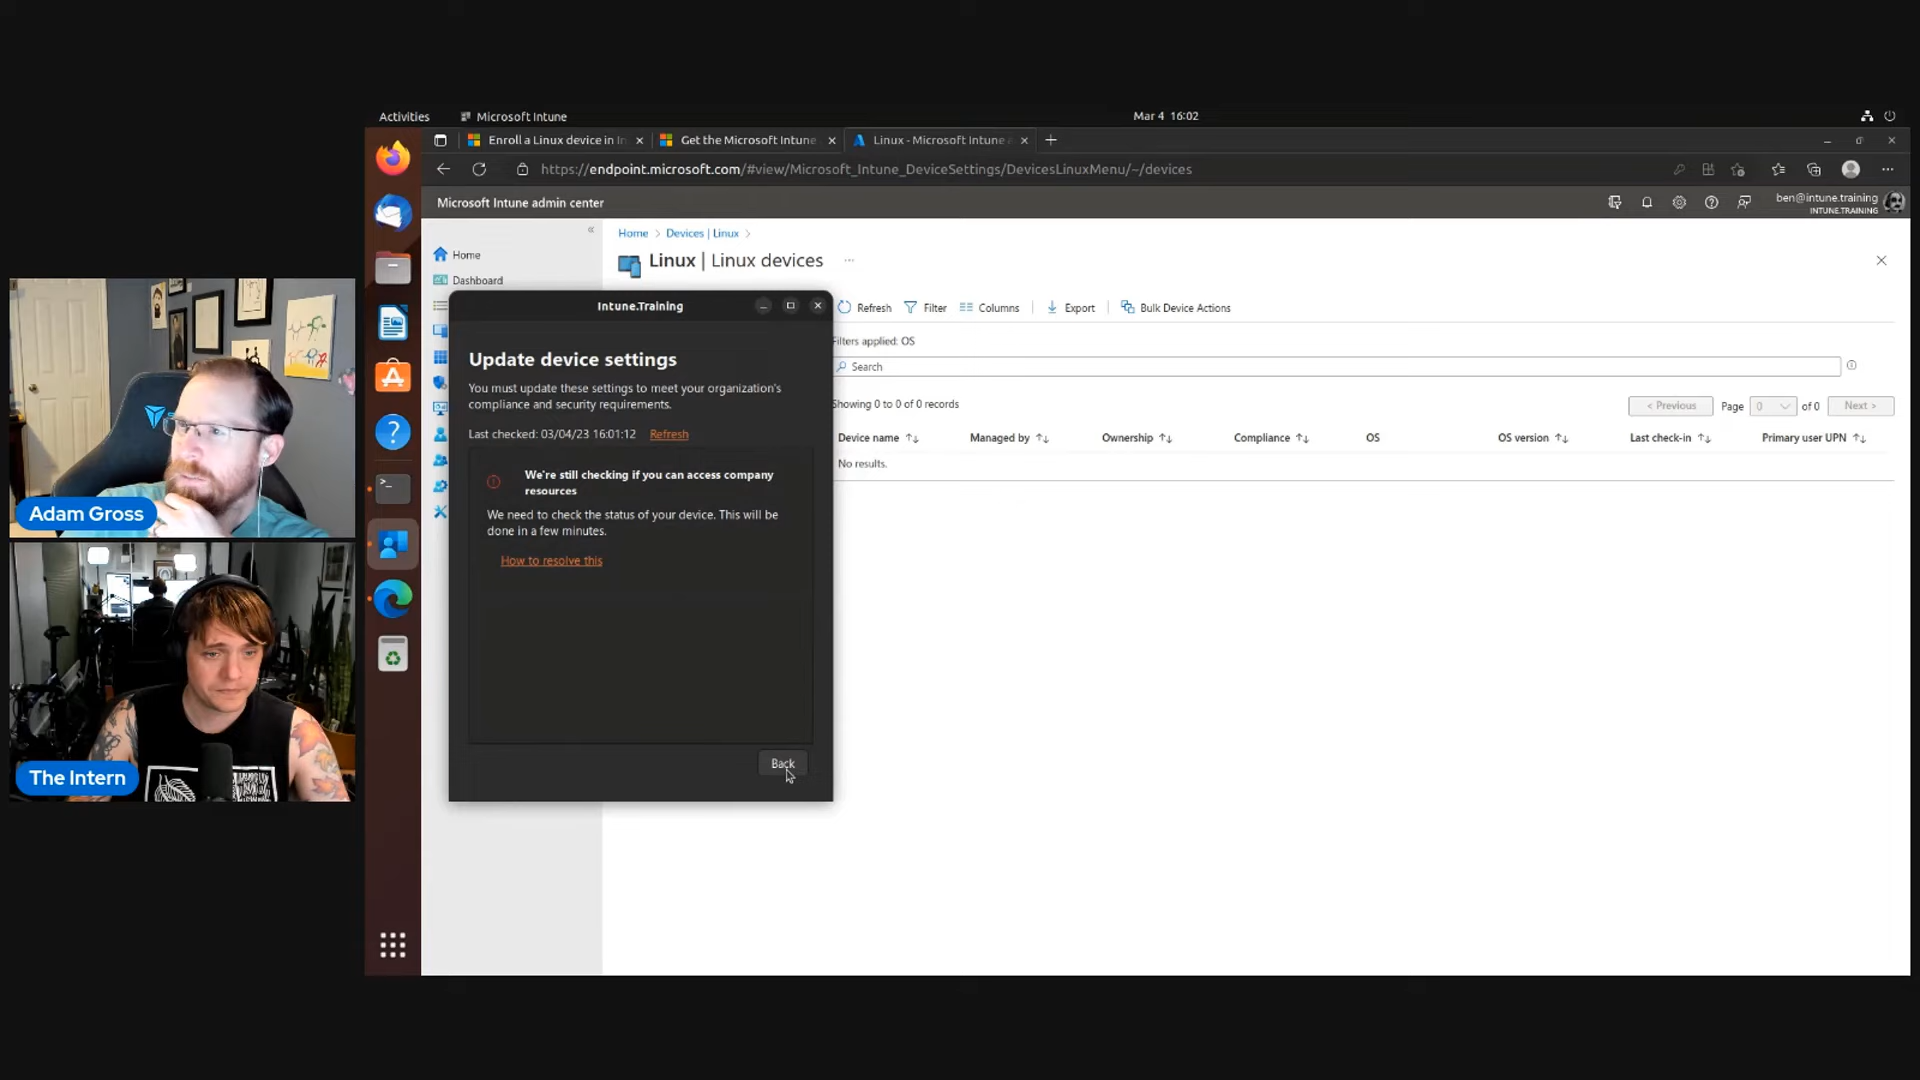 Activities
Microsoft Intune
Mar 4 16:02
Enroll a Linux device in In
Get the Microsoft Intune
Linux - Microsoft Intune
https://endpoint.microsoft.com/#view/Microsoft_Intune_DeviceSettings/DevicesLinuxMenu/~/devices
Microsoft Intune admin center
ben@intune.training
INTUNE.TRAINING
Home
Dashboard
Home > Devices | Linux >
Linux | Linux devices
Refresh
Filter
Columns
Export
Bulk Device Actions
Filters applied: OS
Search
Showing 0 to 0 of 0 records
< Previous
Page
0
of 0
Next >
Device name
Managed by
Ownership
Compliance
OS
OS version
Last check-in
Primary user UPN
No results.
Intune.Training
Update device settings
You must update these settings to meet your organization's
compliance and security requirements.
Last checked: 03/04/23 16:01:12
Refresh
We're still checking if you can access company
resources
We need to check the status of your device. This will be
done in a few minutes.
How to resolve this
Back
Adam Gross
The Intern